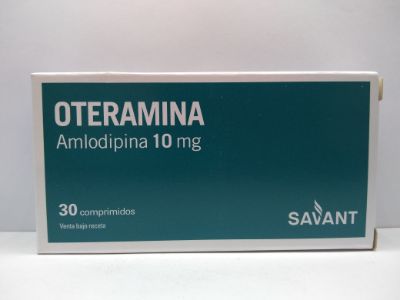 OTERAMINA
Amlodipina 10 mg
30 comprimidos
Venta bajo receta
SAVANT